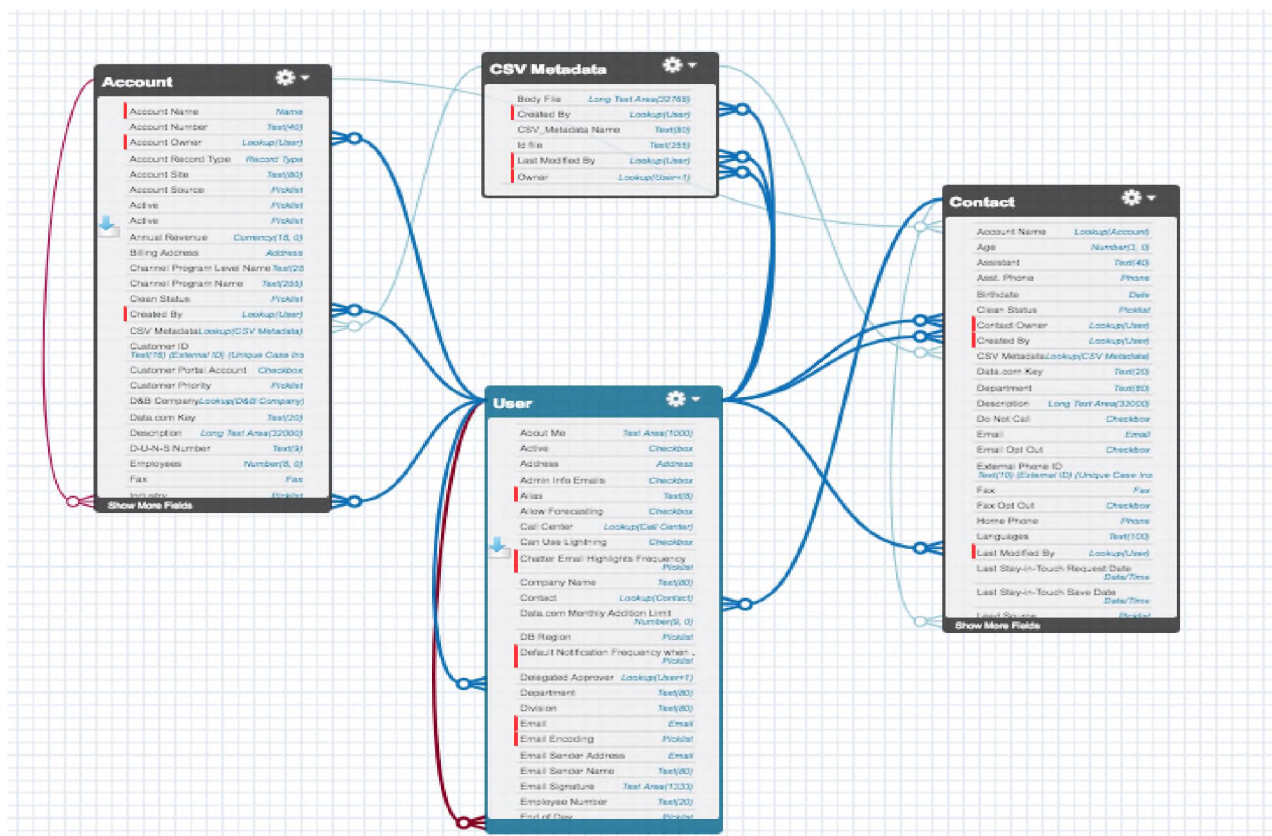 Account
Account Name Name
Account Number Text(40)
Account Owner Lookup(User)
Account Record Type Record Type
Account Site Text(80)
Account Source Picklist
Active Picklist
Active Picklist
Annual Revenue Currency(18, 0)
Billing Address Address
Channel Program Level Name Text(25
Channel Program Name Text(255)
Clean Status Picklist
Created By Lookup(User)
CSV Metadata Lookup(CSV Metadata)
Customer ID
Text(18) (External ID) (Unique Case Ins
Customer Portal Account Checkbox
Customer Priority Picklist
D&B Company Lookup(D&B Company)
Data.com Key Text(20)
Description Long Text Area(32000)
D-U-N-S Number Text(9)
Employees Number(8, 0)
Fax Fax
Industry Picklist
Show More Fields
CSV Metadata
Body File Long Text Area(32768)
Created By Lookup(User)
CSV_Metadata Name Text(80)
Id file Text(255)
Last Modified By Lookup(User)
Owner Lookup(User+1)
User
About Me Text Area(1000)
Active Checkbox
Address Address
Admin Info Emails Checkbox
Alias Text(8)
Allow Forecasting Checkbox
Call Center Lookup(Call Center)
Can Use Lightning Checkbox
Chatter Email Highlights Frequency
Picklist
Company Name Text(80)
Contact Lookup(Contact)
Data.com Monthly Addition Limit
Number(9, 0)
DB Region Picklist
Default Notification Frequency when .
Picklist
Delegated Approver Lookup(User+1)
Department Text(80)
Division Text(80)
Email Email
Email Encoding Picklist
Email Sender Address Email
Email Sender Name Text(80)
Email Signature Text Area(1333)
Employee Number Text(20)
End of Day Picklist
Contact
Account Name Lookup(Account)
Age Number(3, 0)
Assistant Text(40)
Asst. Phone Phone
Birthdate Date
Clean Status Picklist
Contact Owner Lookup(User)
Created By Lookup(User)
CSV Metadata Lookup(CSV Metadata)
Data.com Key Text(20)
Department Text(80)
Description Long Text Area(32000)
Do Not Call Checkbox
Email Email
Email Opt Out Checkbox
External Phone ID
Text(10) (External ID) (Unique Case Ins
Fax Fax
Fax Opt Out Checkbox
Home Phone Phone
Languages Text(100)
Last Modified By Lookup(User)
Last Stay-in-Touch Request Date
Date/Time
Last Stay-in-Touch Save Date
Date/Time
Lead Source Picklist
Show More Fields